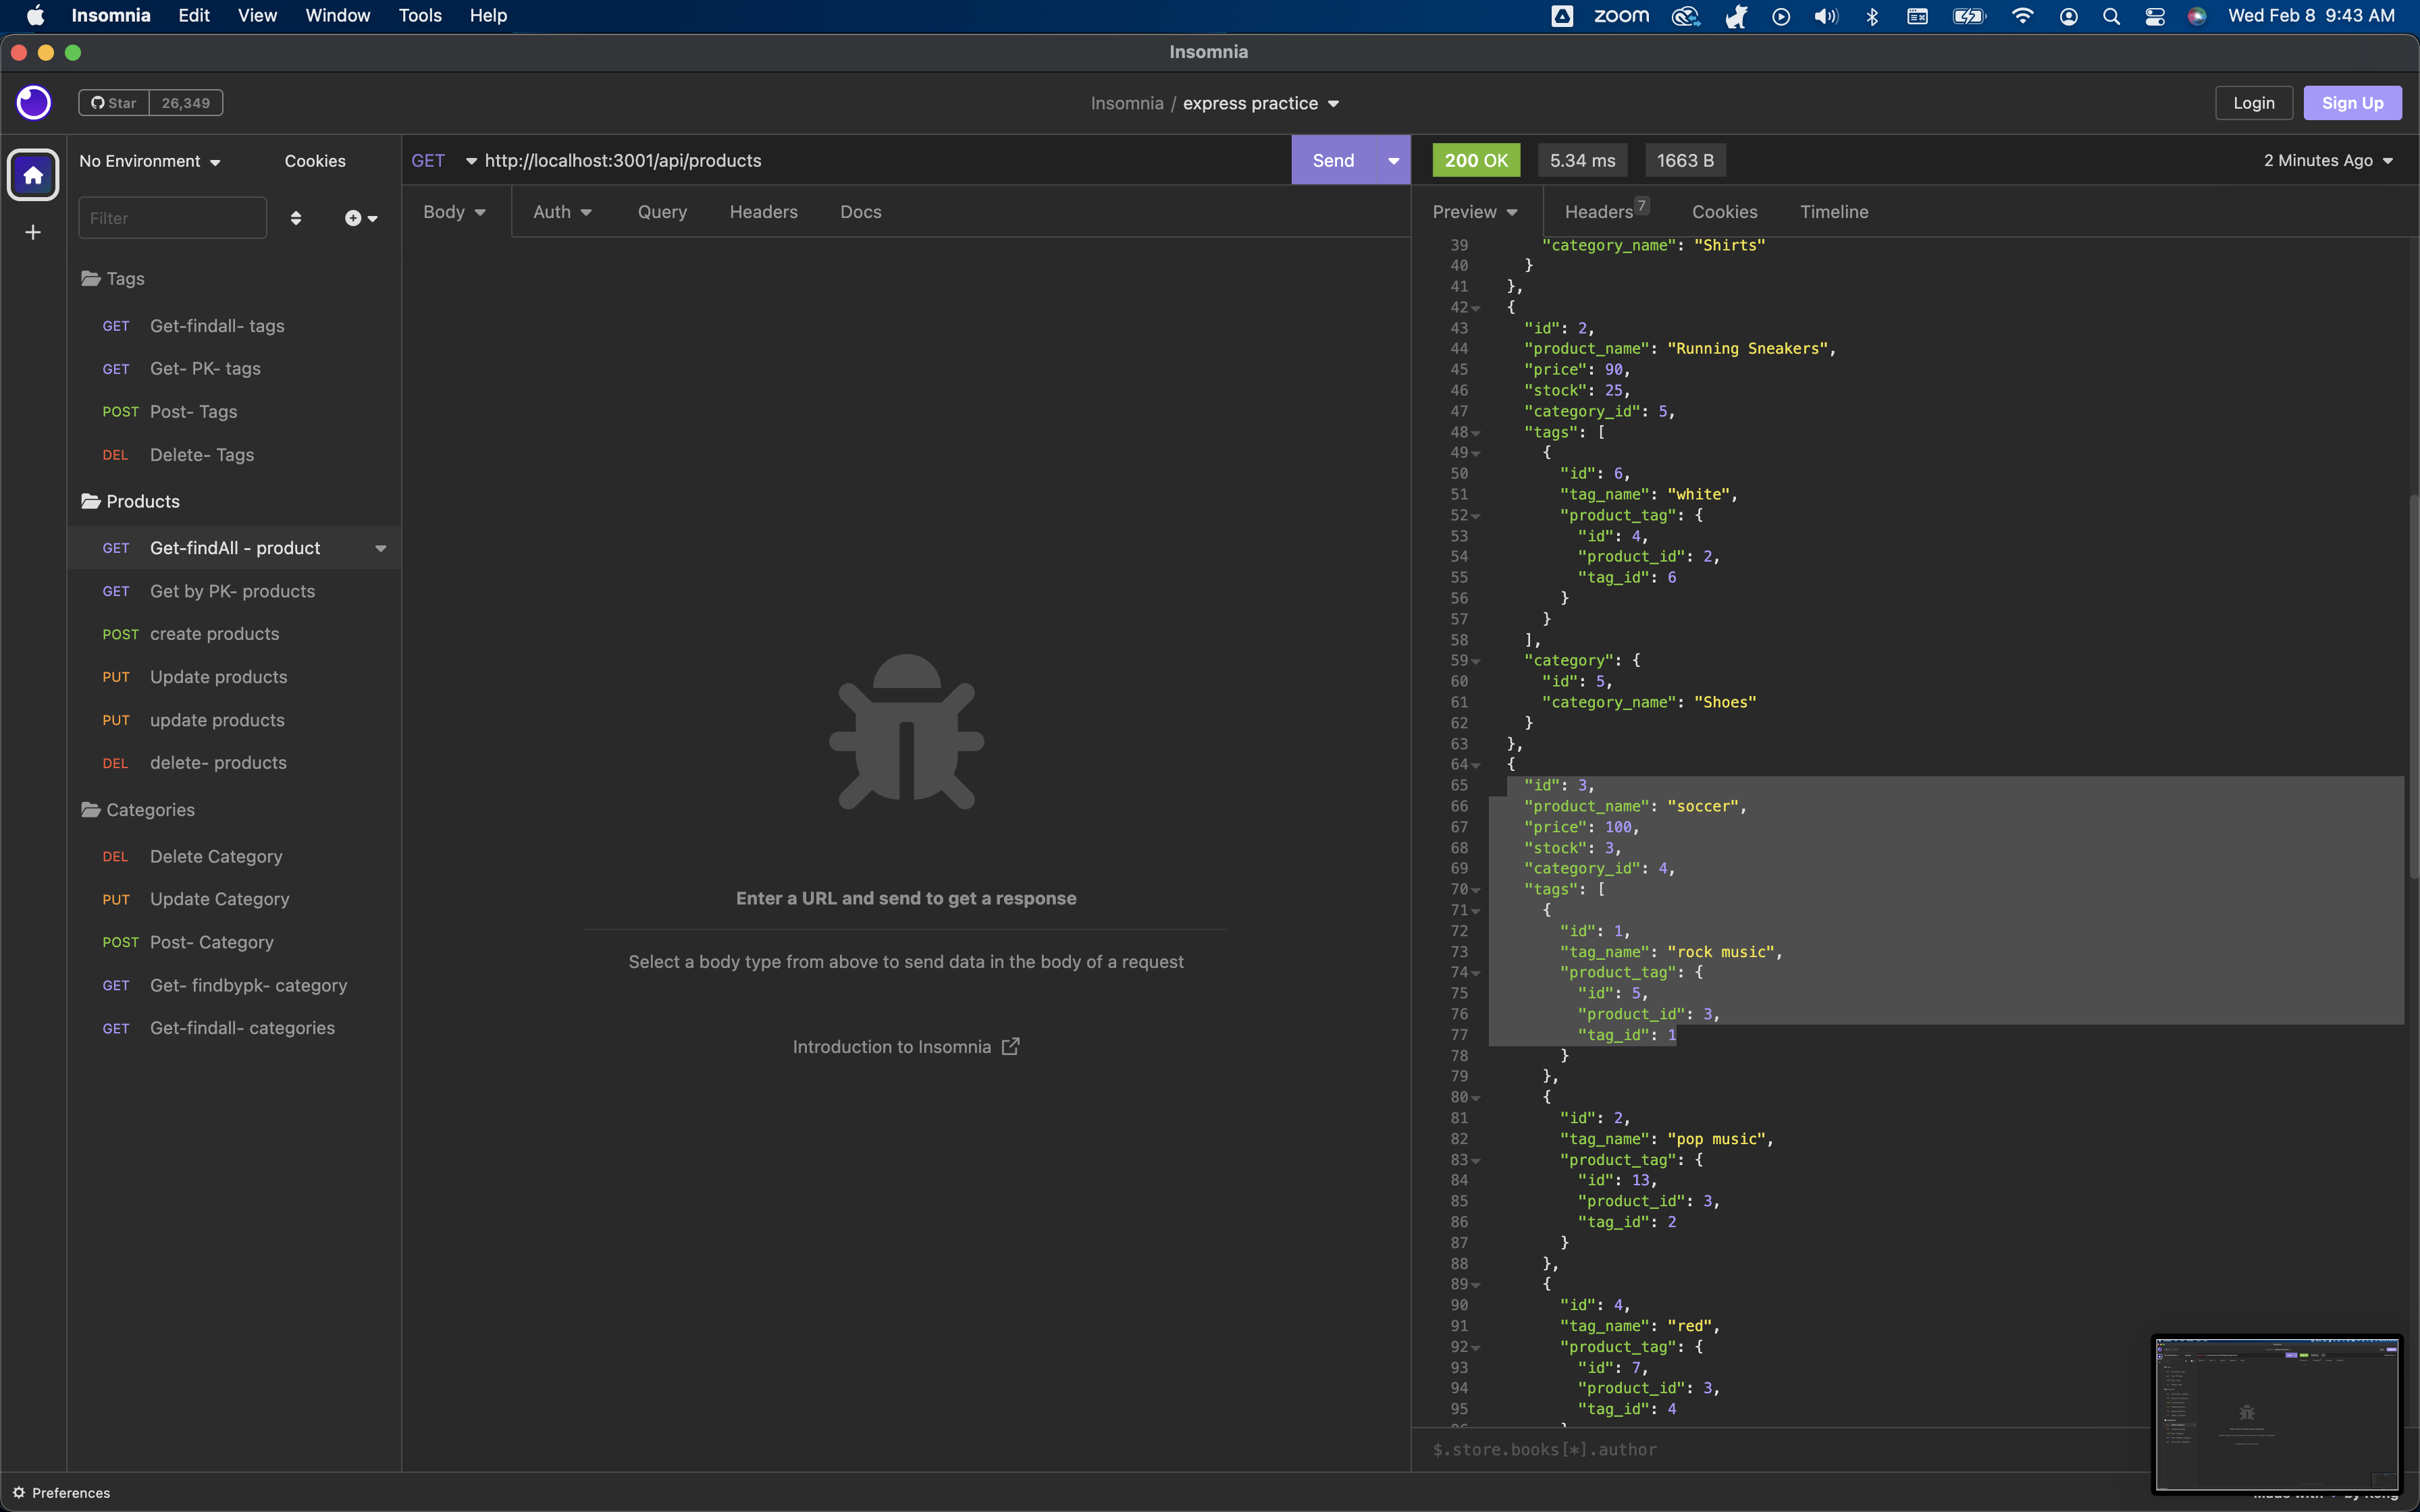 Insomnia Edit View Window Tools Help zoom Wed Feb 8 9:43 AM
Insomnia
Star 26,349 Insomnia / express practice Login Sign Up
No Environment Cookies
Filter
Tags
GET Get-findall- tags
GET Get- PK- tags
POST Post- Tags
DEL Delete- Tags
Products
GET Get-findAll - product
GET Get by PK- products
POST create products
PUT Update products
PUT update products
DEL delete- products
Categories
DEL Delete Category
PUT Update Category
POST Post- Category
GET Get- findbypk- category
GET Get-findall- categories
Preferences
GET http://localhost:3001/api/products Send
Body Auth Query Headers Docs
Enter a URL and send to get a response
Select a body type from above to send data in the body of a request
Introduction to Insomnia
200 OK 5.34 ms 1663 B 2 Minutes Ago
Preview Headers 7 Cookies Timeline
39 "category_name": "Shirts"
40 }
41 },
42 {
43 "id": 2,
44 "product_name": "Running Sneakers",
45 "price": 90,
46 "stock": 25,
47 "category_id": 5,
48 "tags": [
49 {
50 "id": 6,
51 "tag_name": "white",
52 "product_tag": {
53 "id": 4,
54 "product_id": 2,
55 "tag_id": 6
56 }
57 }
58 ],
59 "category": {
60 "id": 5,
61 "category_name": "Shoes"
62 }
63 },
64 {
65 "id": 3,
66 "product_name": "soccer",
67 "price": 100,
68 "stock": 3,
69 "category_id": 4,
70 "tags": [
71 {
72 "id": 1,
73 "tag_name": "rock music",
74 "product_tag": {
75 "id": 5,
76 "product_id": 3,
77 "tag_id": 1
78 }
79 },
80 {
81 "id": 2,
82 "tag_name": "pop music",
83 "product_tag": {
84 "id": 13,
85 "product_id": 3,
86 "tag_id": 2
87 }
88 },
89 {
90 "id": 4,
91 "tag_name": "red",
92 "product_tag": {
93 "id": 7,
94 "product_id": 3,
95 "tag_id": 4
$.store.books[*].author